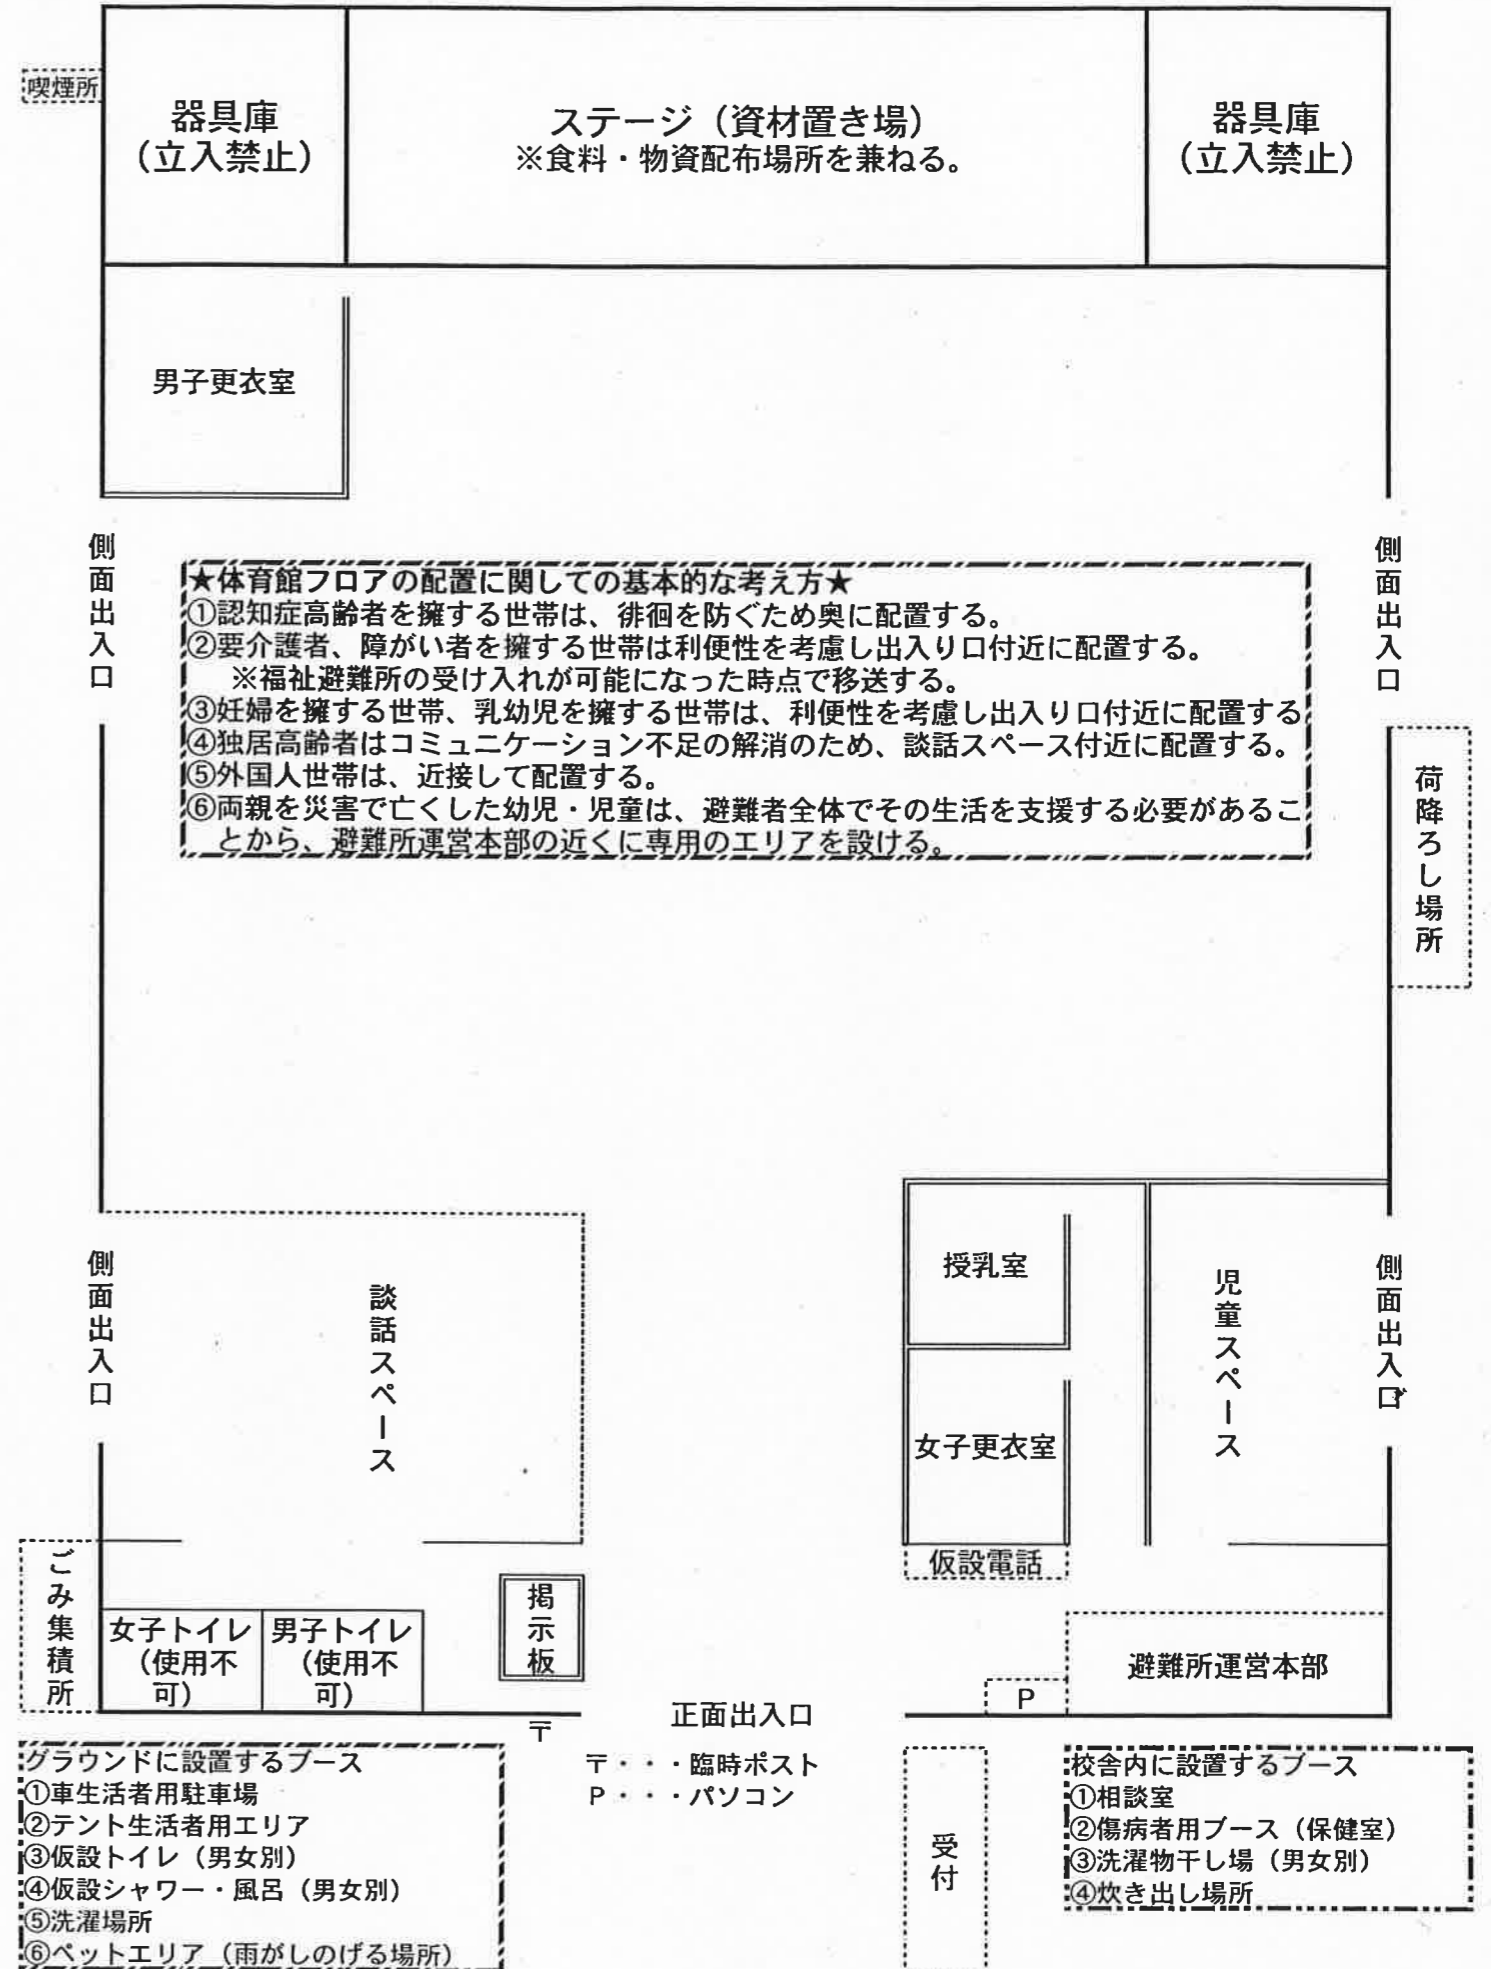 喫煙所
器具庫
（立入禁止）
ステージ（資材置き場）
※食料・物資配布場所を兼ねる。
器具庫
（立入禁止）
男子更衣室
側面出入口
側面出入口
★体育館フロアの配置に関しての基本的な考え方★
①認知症高齢者を擁する世帯は、徘徊を防ぐため奥に配置する。
②要介護者、障がい者を擁する世帯は利便性を考慮し出入り口付近に配置する。
※福祉避難所の受け入れが可能になった時点で移送する。
③妊婦を擁する世帯、乳幼児を擁する世帯は、利便性を考慮し出入り口付近に配置する
④独居高齢者はコミュニケーション不足の解消のため、談話スペース付近に配置する。
⑤外国人世帯は、近接して配置する。
⑥両親を災害で亡くした幼児・児童は、避難者全体でその生活を支援する必要があるこ
とから、避難所運営本部の近くに専用のエリアを設ける。
荷降ろし場所
側面出入口
談話スペース
授乳室
児童スペース
側面出入口
女子更衣室
仮設電話
ごみ集積所
女子トイレ
（使用不
可）
男子トイレ
（使用不
可）
掲示板
避難所運営本部
P
正面出入口
〒
〒・・・臨時ポスト
P・・・パソコン
グラウンドに設置するブース
①車生活者用駐車場
②テント生活者用エリア
③仮設トイレ（男女別）
④仮設シャワー・風呂（男女別）
⑤洗濯場所
⑥ペットエリア（雨がしのげる場所）
受付
校舎内に設置するブース
①相談室
②傷病者用ブース（保健室）
③洗濯物干し場（男女別）
④炊き出し場所